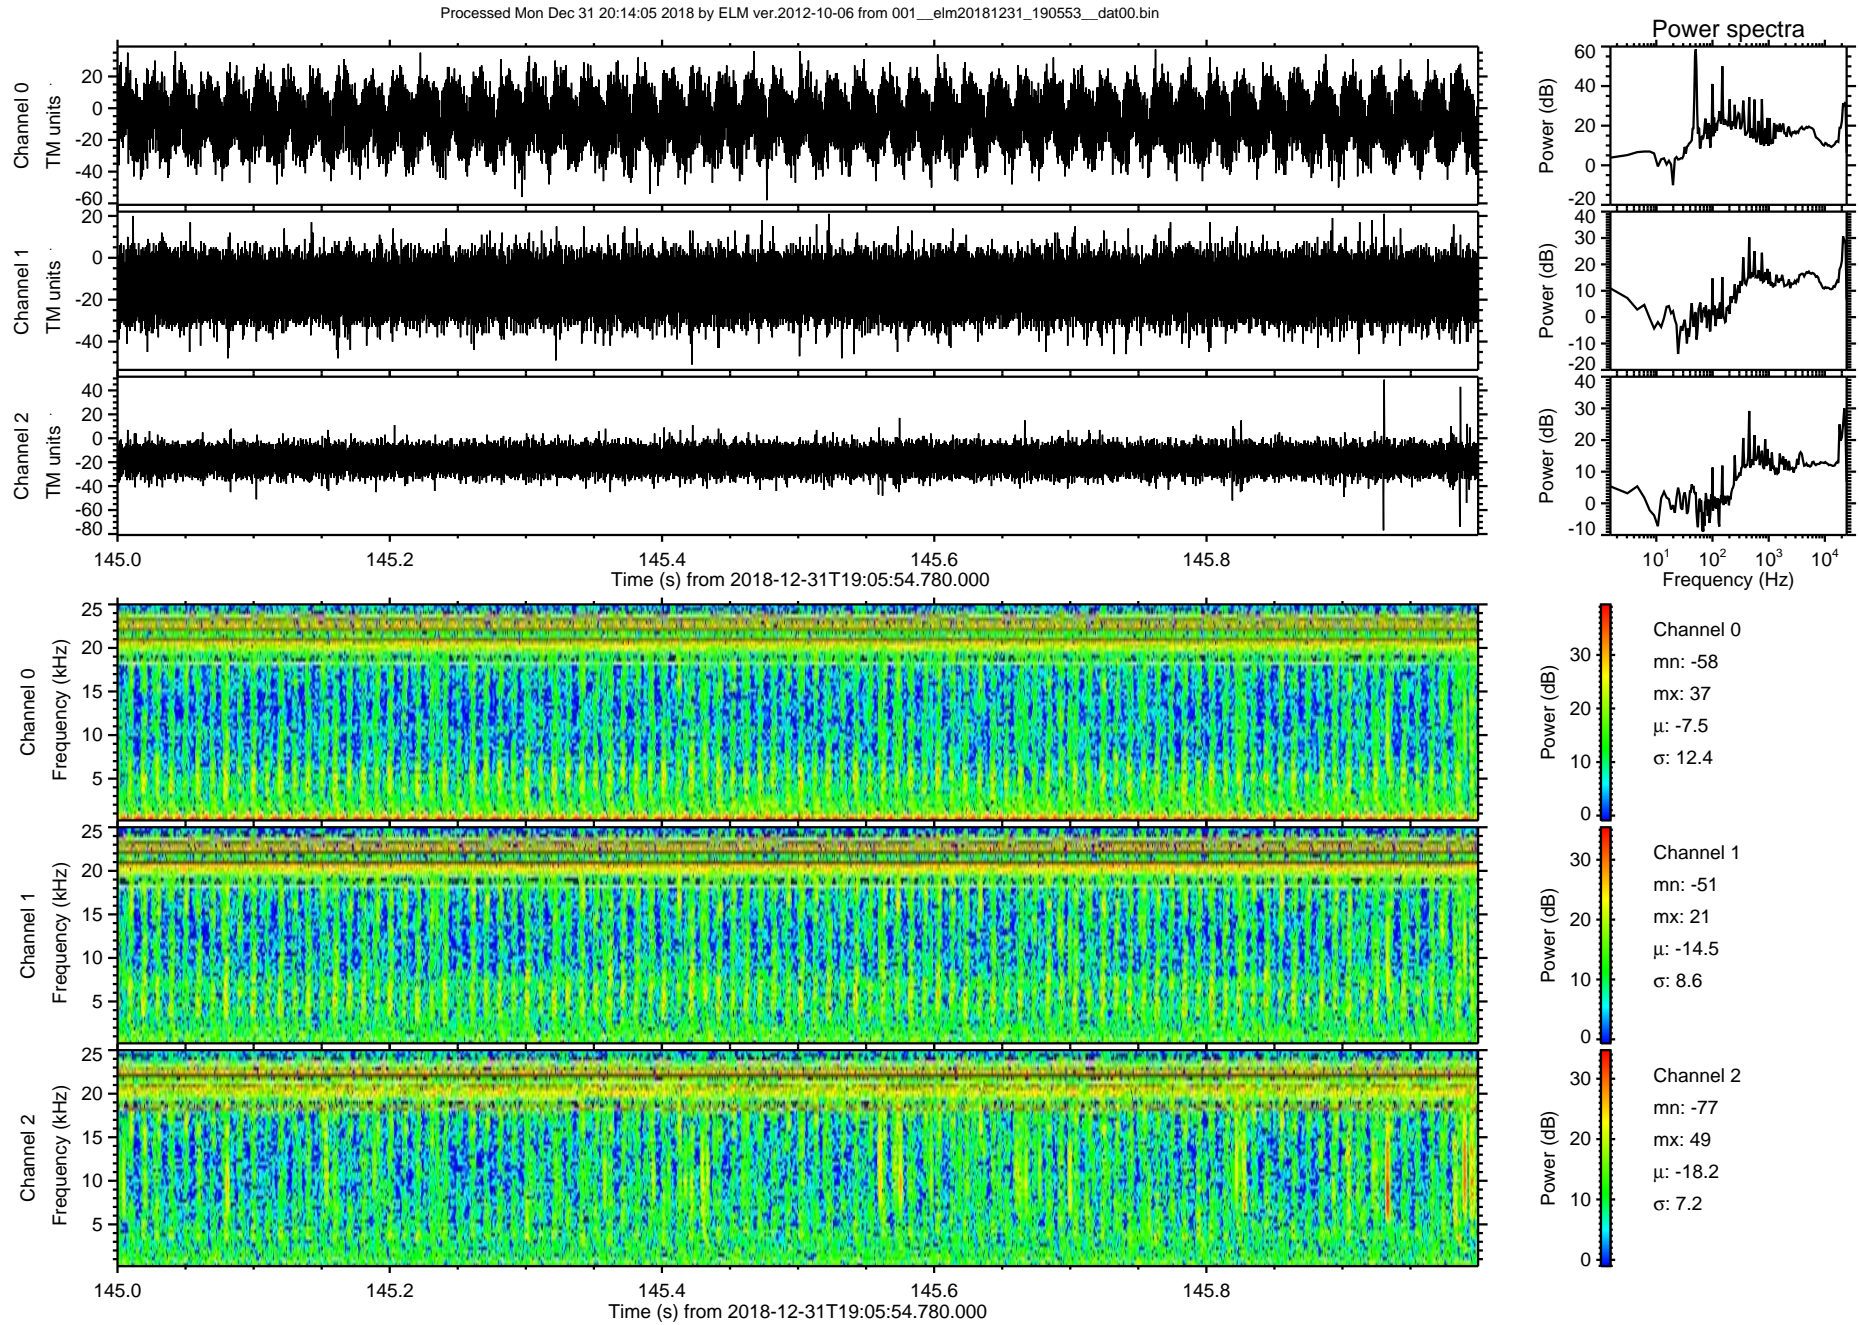 Processed Mon Dec 31 20:14:05 2018 by ELM ver.2012-10-06 from 001__elm20181231_190553__dat00.bin
Power spectra
Channel 0
TM units
20
0
-20
-40
-60
Power (dB)
60
40
20
0
-20
Channel 1
TM units
20
0
-20
-40
Power (dB)
40
30
20
10
0
-10
-20
Channel 2
TM units
40
20
0
-20
-40
-60
-80
Power (dB)
40
30
20
10
0
-10
145.0 145.2 145.4 145.6 145.8
Time (s) from 2018-12-31T19:05:54.780.000
10¹ 10² 10³ 10⁴
Frequency (Hz)
Channel 0
Frequency (kHz)
25
20
15
10
5
Power (dB)
30
20
10
0
Channel 0
mn: -58
mx: 37
μ: -7.5
σ: 12.4
Channel 1
Frequency (kHz)
25
20
15
10
5
Power (dB)
30
20
10
0
Channel 1
mn: -51
mx: 21
μ: -14.5
σ: 8.6
Channel 2
Frequency (kHz)
25
20
15
10
5
Power (dB)
30
20
10
0
Channel 2
mn: -77
mx: 49
μ: -18.2
σ: 7.2
145.0 145.2 145.4 145.6 145.8
Time (s) from 2018-12-31T19:05:54.780.000